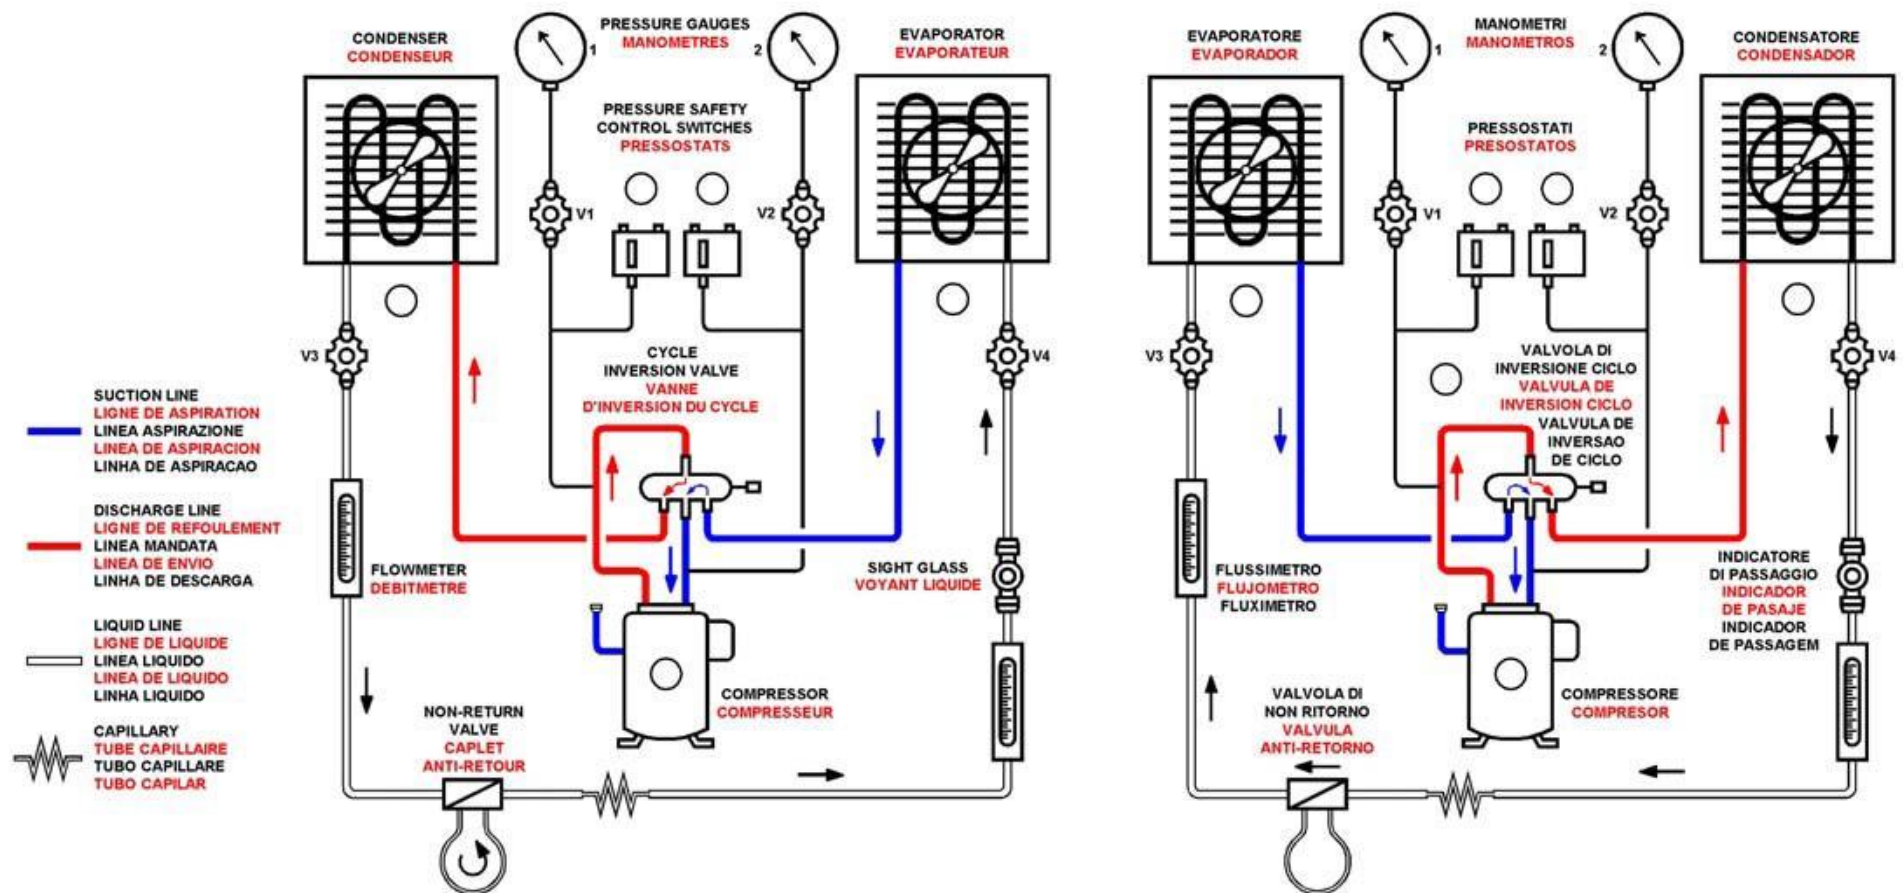 SUCTION LINE
LIGNE DE ASPIRATION
LINEA ASPIRAZIONE
LINEA DE ASPIRACION
LINHA DE ASPIRACAO
DISCHARGE LINE
LIGNE DE REFOULEMENT
LINEA MANDATA
LINEA DE ENVIO
LINHA DE DESCARGA
LIQUID LINE
LIGNE DE LIQUIDE
LINEA LIQUIDO
LINEA DE LIQUIDO
LINHA LIQUIDO
CAPILLARY
TUBE CAPILLAIRE
TUBO CAPILLARE
TUBO CAPILAR
CONDENSER
CONDENSEUR
PRESSURE GAUGES
MANOMETRES
1
2
EVAPORATOR
EVAPORATEUR
PRESSURE SAFETY
CONTROL SWITCHES
PRESSOSTATS
V1
V2
V3
V4
CYCLE
INVERSION VALVE
VANNE
D'INVERSION DU CYCLE
FLOWMETER
DEBITMETRE
SIGHT GLASS
VOYANT LIQUIDE
COMPRESSOR
COMPRESSEUR
NON-RETURN
VALVE
CAPLET
ANTI-RETOUR
EVAPORATORE
EVAPORADOR
MANOMETRI
MANOMETROS
1
2
CONDENSATORE
CONDENSADOR
PRESSOSTATI
PRESOSTATOS
V1
V2
V3
V4
VALVOLA DI
INVERSIONE CICLO
VALVULA DE
INVERSION CICLO
VALVULA DE
INVERSAO
DE CICLO
FLUSSIMETRO
FLUJOMETRO
FLUXIMETRO
INDICATORE
DI PASSAGGIO
INDICADOR
DE PASAJE
INDICADOR
DE PASSAGEM
COMPRESSORE
COMPRESOR
VALVOLA DI
NON RITORNO
VALVULA
ANTI-RETORNO